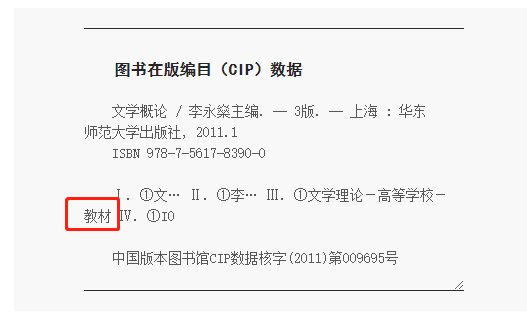 图书在版编目（CIP）数据
文学概论 / 李永燊主编. — 3版. — 上海 : 华东
师范大学出版社, 2011.1
ISBN 978-7-5617-8390-0
Ⅰ. ①文… Ⅱ. ①李… Ⅲ. ①文学理论－高等学校－
教材 Ⅳ. ①I0
中国版本图书馆CIP数据核字(2011)第009695号